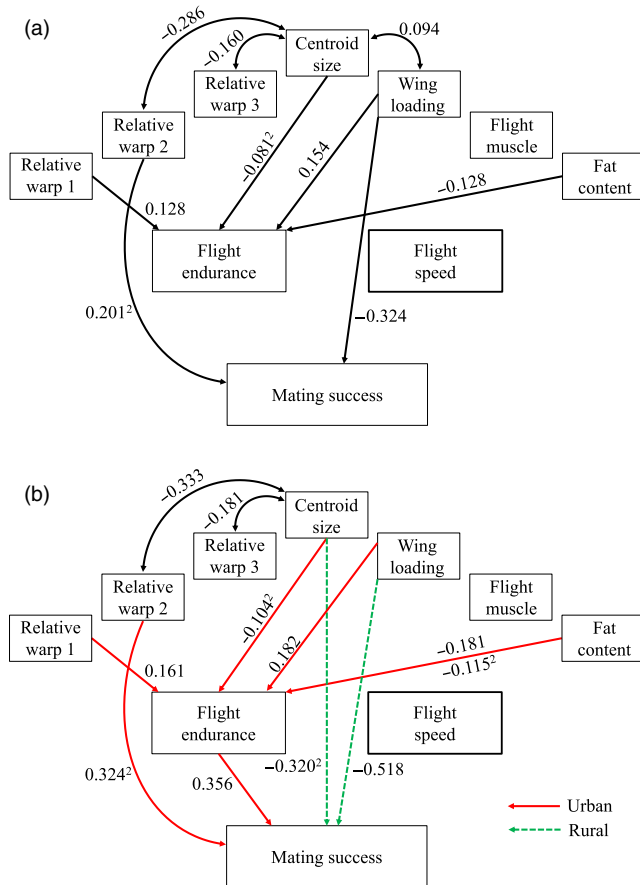 (a)
−0.286
−0.160
Centroid
size
0.094
Relative
warp 3
Wing
loading
Relative
warp 2
Flight
muscle
Relative
warp 1
Fat
content
−0.081²
0.154
−0.128
0.128
Flight
endurance
Flight
speed
0.201²
−0.324
Mating success
(b)
−0.333
−0.181
Centroid
size
Relative
warp 3
Wing
loading
Relative
warp 2
Flight
muscle
Relative
warp 1
Fat
content
−0.104²
0.182
−0.181
−0.115²
0.161
Flight
endurance
Flight
speed
0.324²
0.356
−0.320²
−0.518
Urban
Rural
Mating success